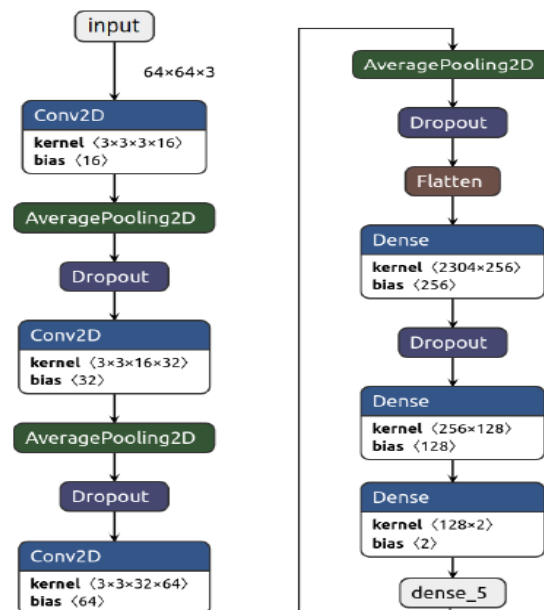 input
64×64×3
Conv2D
kernel ⟨3×3×3×16⟩
bias ⟨16⟩
AveragePooling2D
Dropout
Conv2D
kernel ⟨3×3×16×32⟩
bias ⟨32⟩
AveragePooling2D
Dropout
Conv2D
kernel ⟨3×3×32×64⟩
bias ⟨64⟩
AveragePooling2D
Dropout
Flatten
Dense
kernel ⟨2304×256⟩
bias ⟨256⟩
Dropout
Dense
kernel ⟨256×128⟩
bias ⟨128⟩
Dense
kernel ⟨128×2⟩
bias ⟨2⟩
dense_5